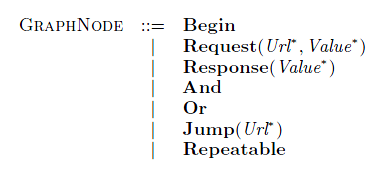 GRAPHNODE ::= Begin
| Request(Url*, Value*)
| Response(Value*)
| And
| Or
| Jump(Url*)
| Repeatable